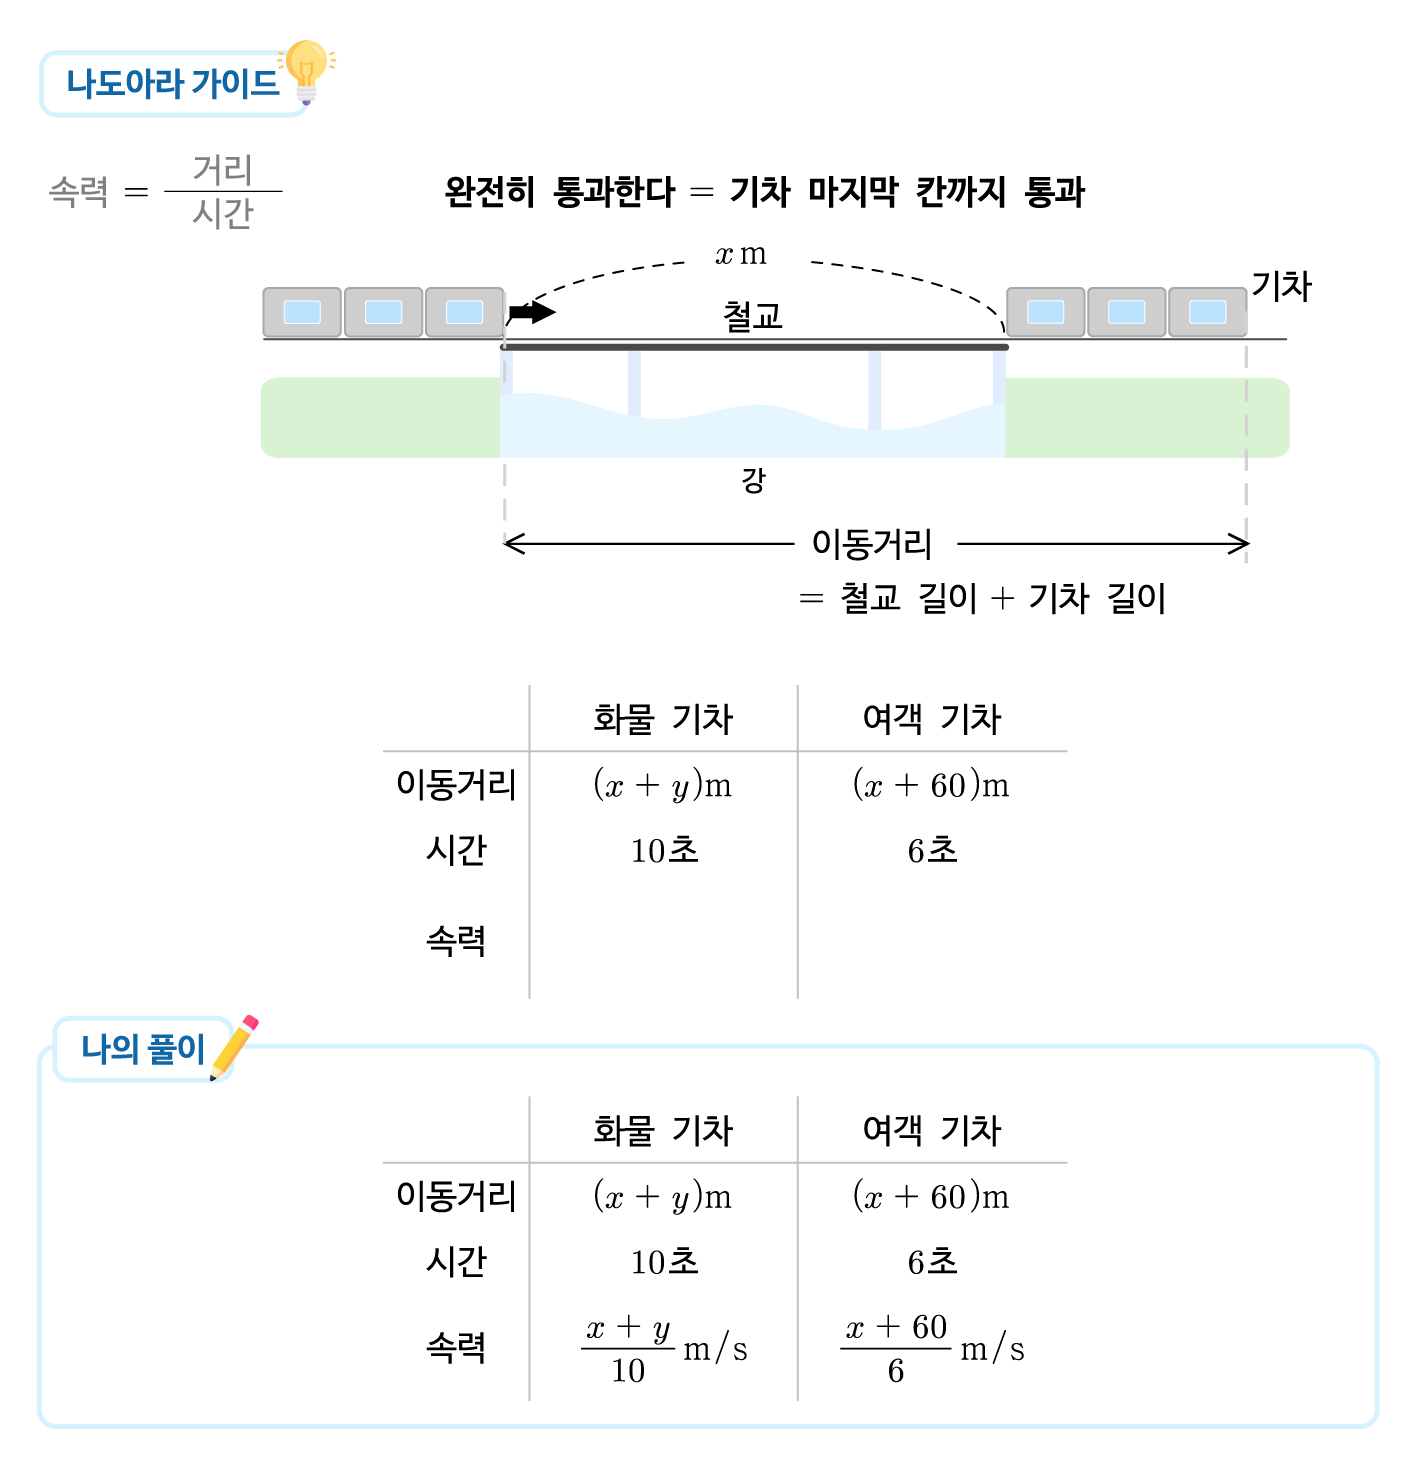 나도아라 가이드
속력 = 거리/시간
완전히 통과한다 = 기차 마지막 칸까지 통과
x m
기차
철교
강
이동거리
= 철교 길이 + 기차 길이
화물 기차 여객 기차
이동거리 (x + y)m (x + 60)m
시간 10초 6초
속력
나의 풀이
화물 기차 여객 기차
이동거리 (x + y)m (x + 60)m
시간 10초 6초
속력 (x + y)/10 m/s (x + 60)/6 m/s